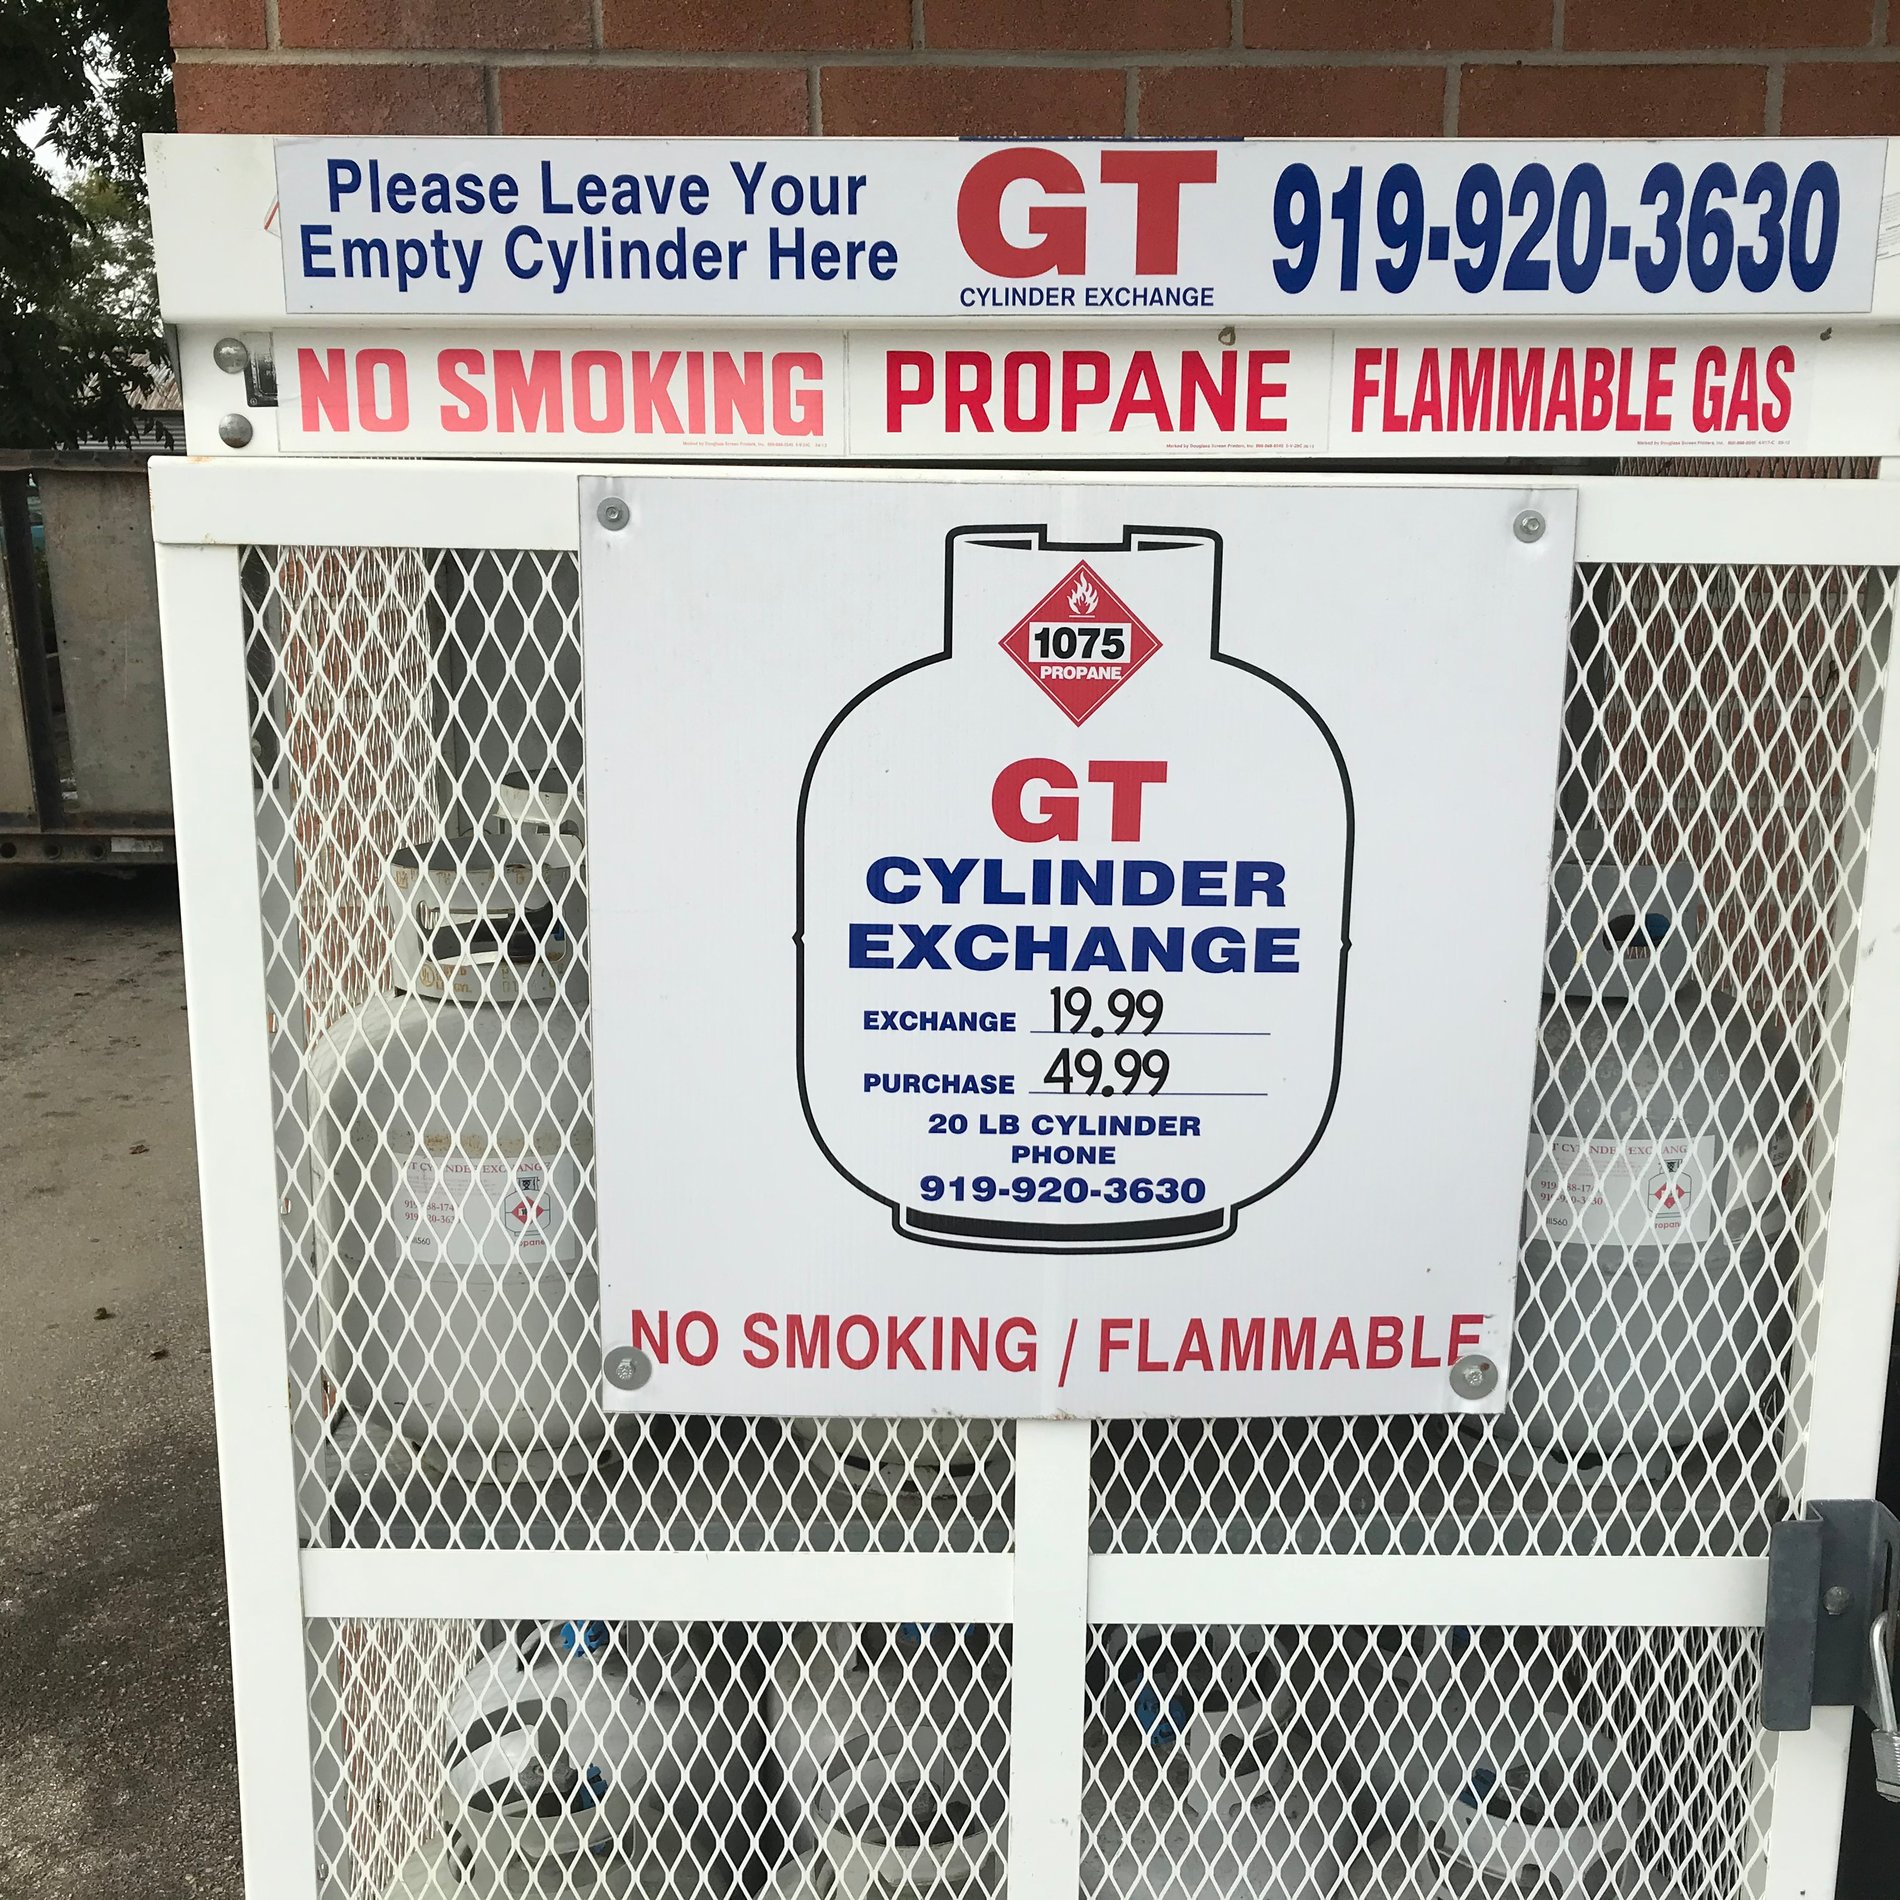 Please Leave Your
Empty Cylinder Here
GT
CYLINDER EXCHANGE
919-920-3630
NO SMOKING
PROPANE
FLAMMABLE GAS
1075
PROPANE
GT
CYLINDER
EXCHANGE
EXCHANGE 19.99
PURCHASE 49.99
20 LB CYLINDER
PHONE
919-920-3630
NO SMOKING / FLAMMABLE